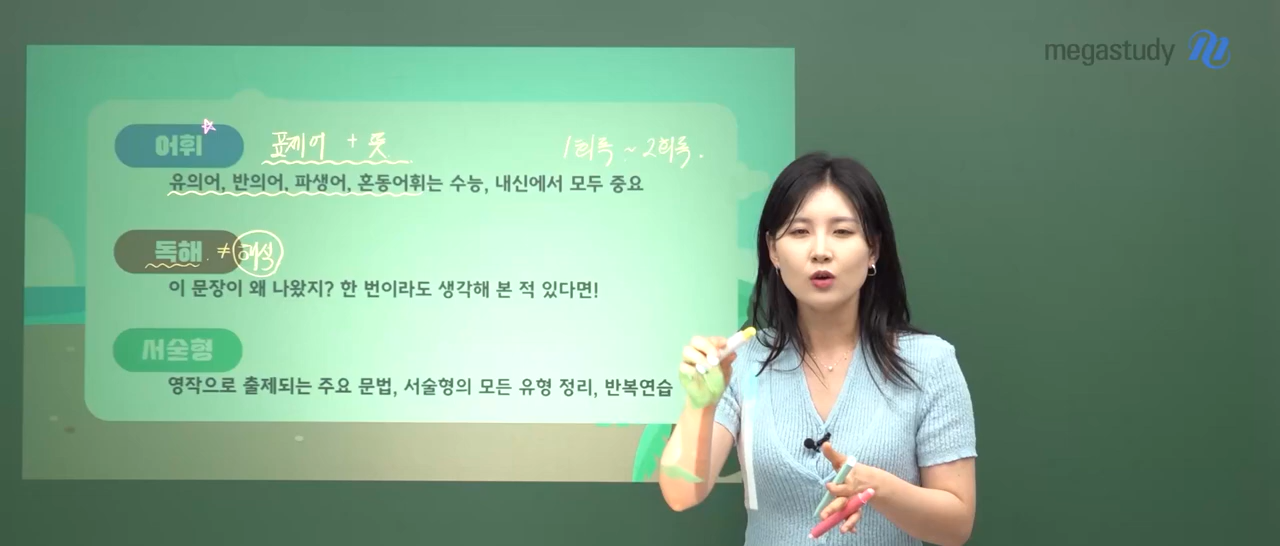 megastudy
어휘 표제어 + 뜻 1회독 ~ 2회독.
유의어, 반의어, 파생어, 혼동어휘는 수능, 내신에서 모두 중요
독해 ≠ 해석
이 문장이 왜 나왔지? 한 번이라도 생각해 본 적 있다면!
서술형
영작으로 출제되는 주요 문법, 서술형의 모든 유형 정리, 반복연습